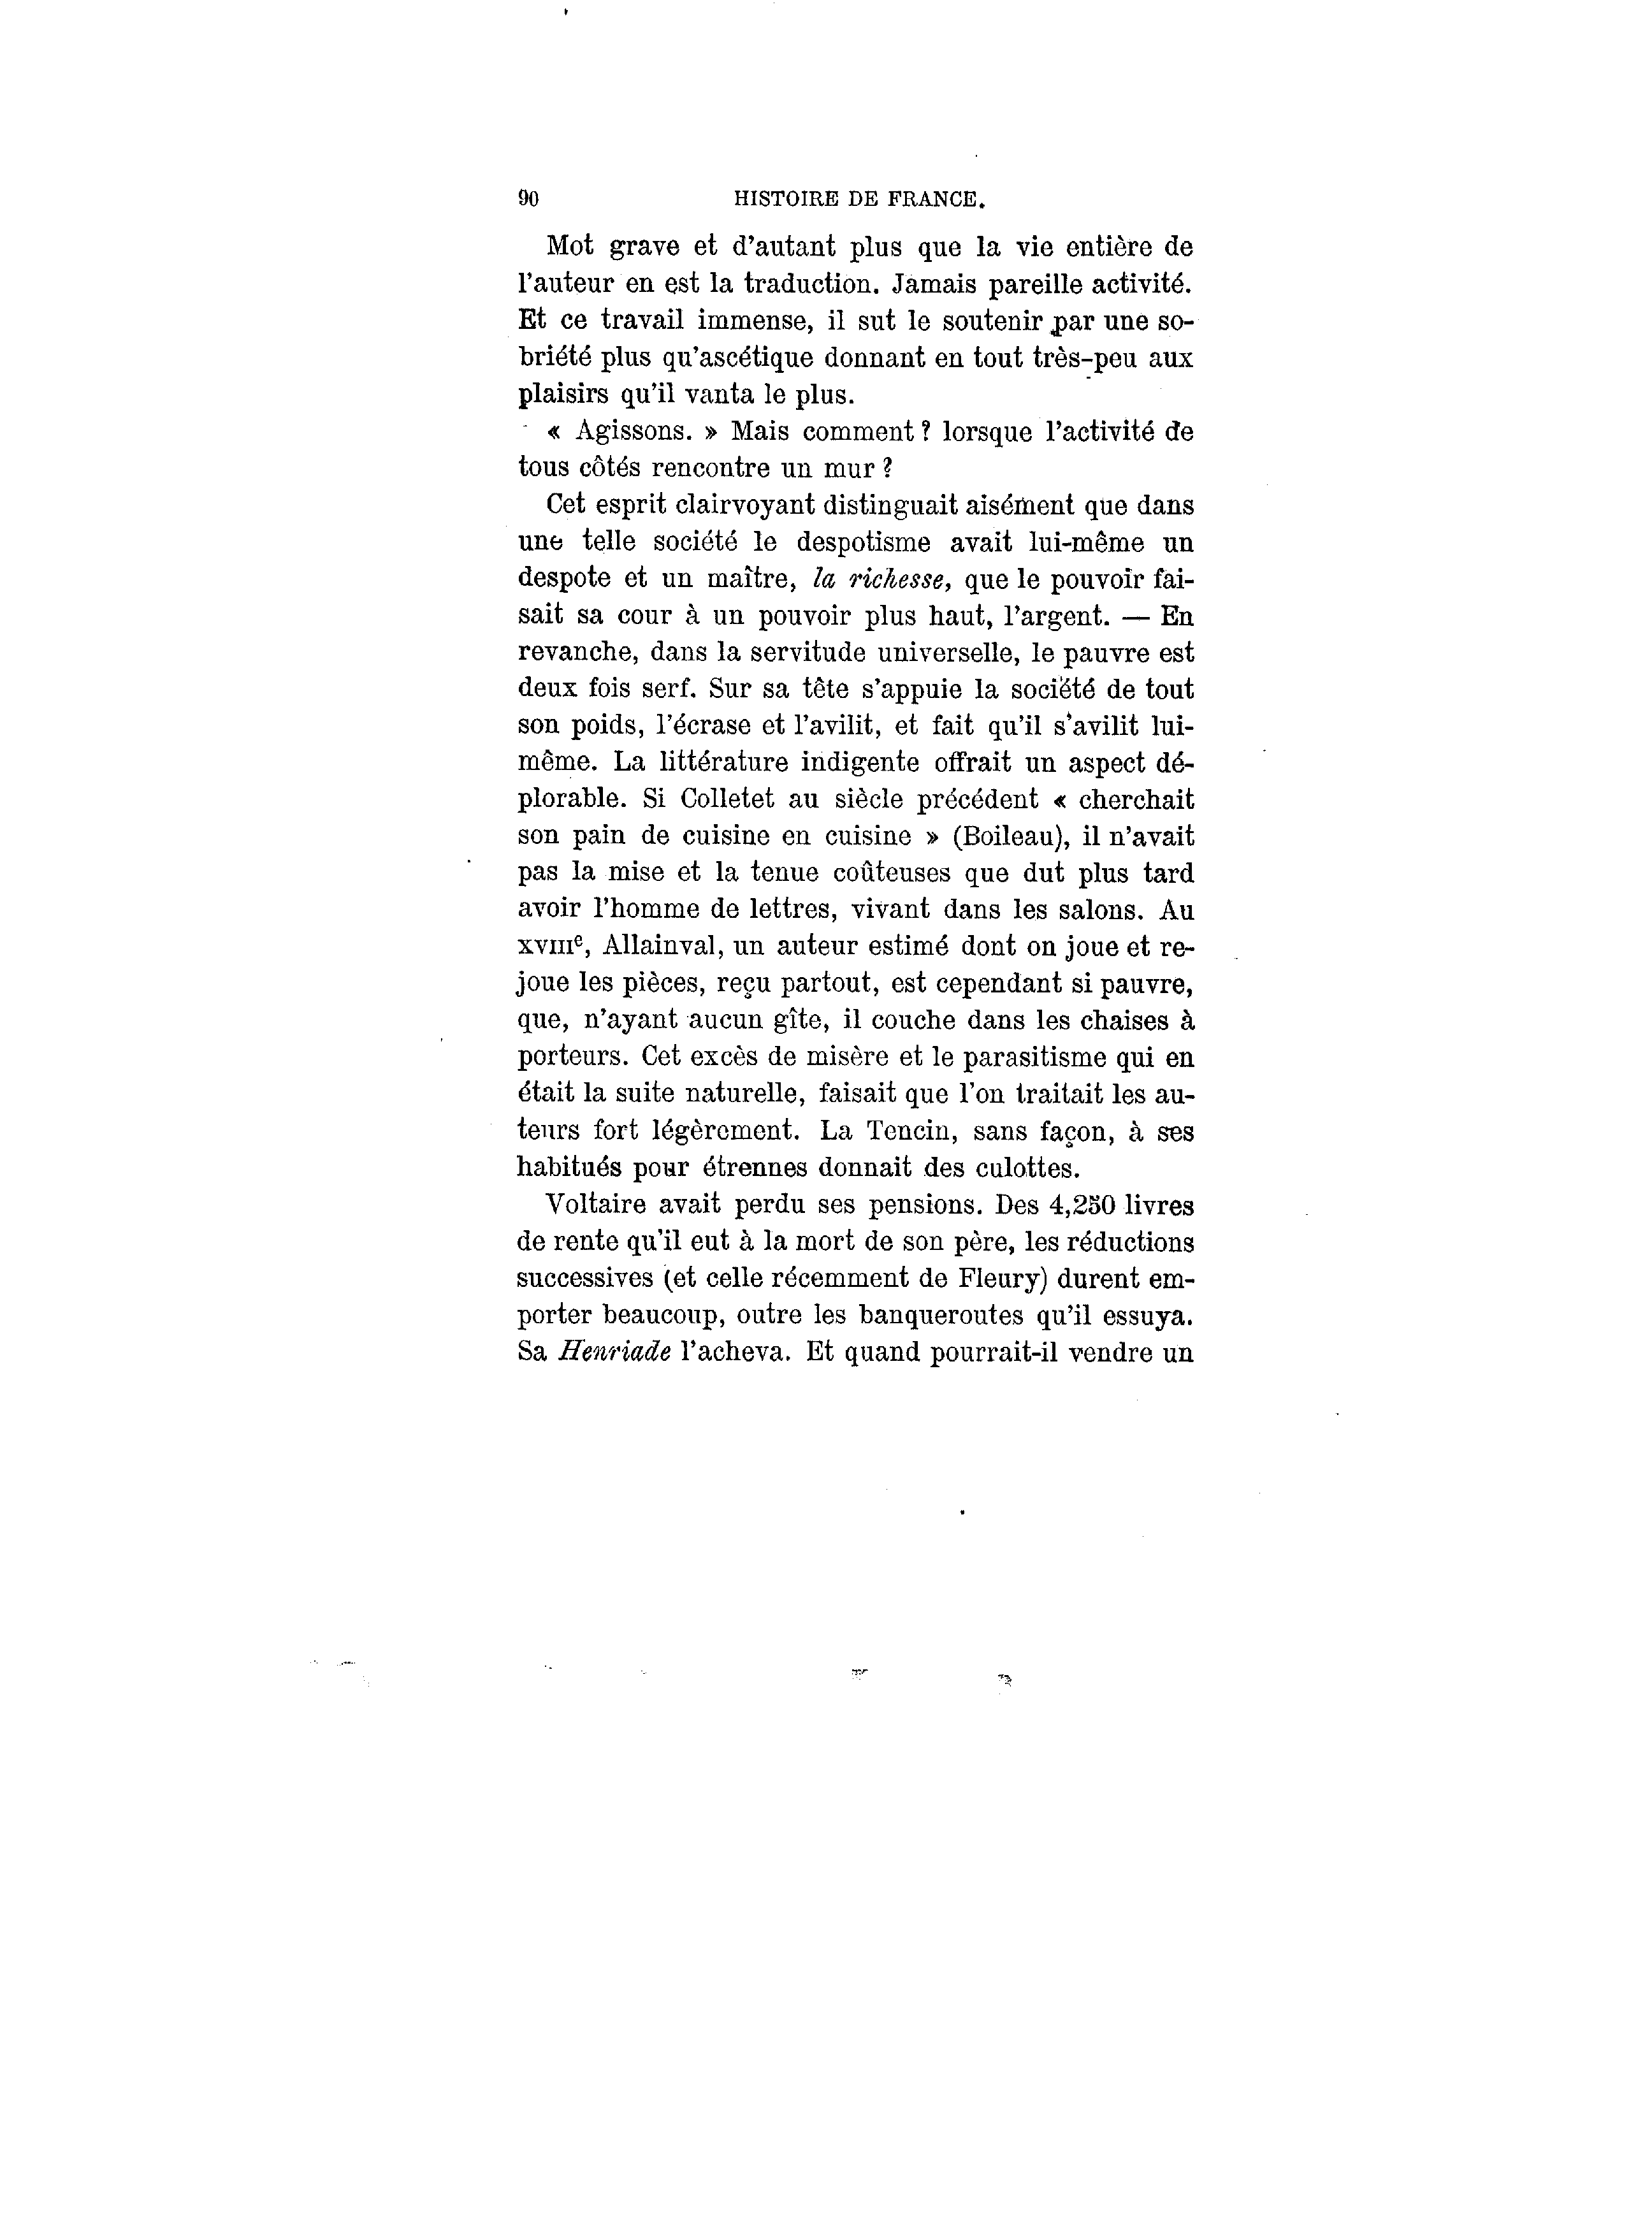 90 HISTOIRE DE FRANCE.
Mot grave et d'autant plus que la vie entière de
l'auteur en est la traduction. Jamais pareille activité.
Et ce travail immense, il sut le soutenir par une so-
briété plus qu'ascétique donnant en tout très-peu aux
plaisirs qu'il vanta le plus.
« Agissons. » Mais comment ? lorsque l'activité de
tous côtés rencontre un mur ?
Cet esprit clairvoyant distinguait aisément que dans
une telle société le despotisme avait lui-même un
despote et un maître, la richesse, que le pouvoir fai-
sait sa cour à un pouvoir plus haut, l'argent. — En
revanche, dans la servitude universelle, le pauvre est
deux fois serf. Sur sa tête s'appuie la société de tout
son poids, l'écrase et l'avilit, et fait qu'il s'avilit lui-
même. La littérature indigente offrait un aspect dé-
plorable. Si Colletet au siècle précédent « cherchait
son pain de cuisine en cuisine » (Boileau), il n'avait
pas la mise et la tenue coûteuses que dut plus tard
avoir l'homme de lettres, vivant dans les salons. Au
XVIIIe, Allainval, un auteur estimé dont on joue et re-
joue les pièces, reçu partout, est cependant si pauvre,
que, n'ayant aucun gîte, il couche dans les chaises à
porteurs. Cet excès de misère et le parasitisme qui en
était la suite naturelle, faisait que l'on traitait les au-
teurs fort légèrement. La Tencin, sans façon, à ses
habitués pour étrennes donnait des culottes.
Voltaire avait perdu ses pensions. Des 4,250 livres
de rente qu'il eut à la mort de son père, les réductions
successives (et celle récemment de Fleury) durent em-
porter beaucoup, outre les banqueroutes qu'il essuya.
Sa Henriade l'acheva. Et quand pourrait-il vendre un